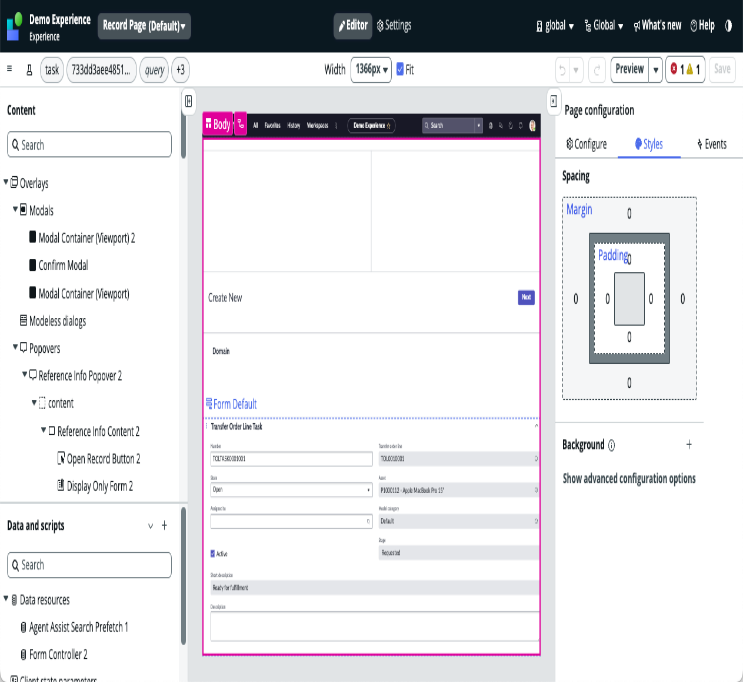 Demo Experience
Experience
Record Page (Default)
Editor
Settings
global
Global
What's new
Help
task
733dd3aee4851...
query
+3
Width
1366px
Fit
Preview
1
1
Save
Content
Search
Overlays
Modals
Modal Container (Viewport) 2
Confirm Modal
Modal Container (Viewport)
Modeless dialogs
Popovers
Reference Info Popover 2
content
Reference Info Content 2
Open Record Button 2
Display Only Form 2
Data and scripts
Search
Data resources
Agent Assist Search Prefetch 1
Form Controller 2
Client state parameters
Body
All
Favorites
History
Workspaces
Demo Experience
Search
Create New
Next
Domain
Form Default
Transfer Order Line Task
Number
Transfer order line
TOLTASK0001001
TOL0010001
State
Asset
Open
P1000112 - Apple MacBook Pro 15"
Assigned to
Model category
Default
Stage
Active
Requested
Short description
Ready for fulfillment
Description
Page configuration
Configure
Styles
Events
Spacing
Margin
0
Padding
0
0
0
0
0
0
0
Background
Show advanced configuration options